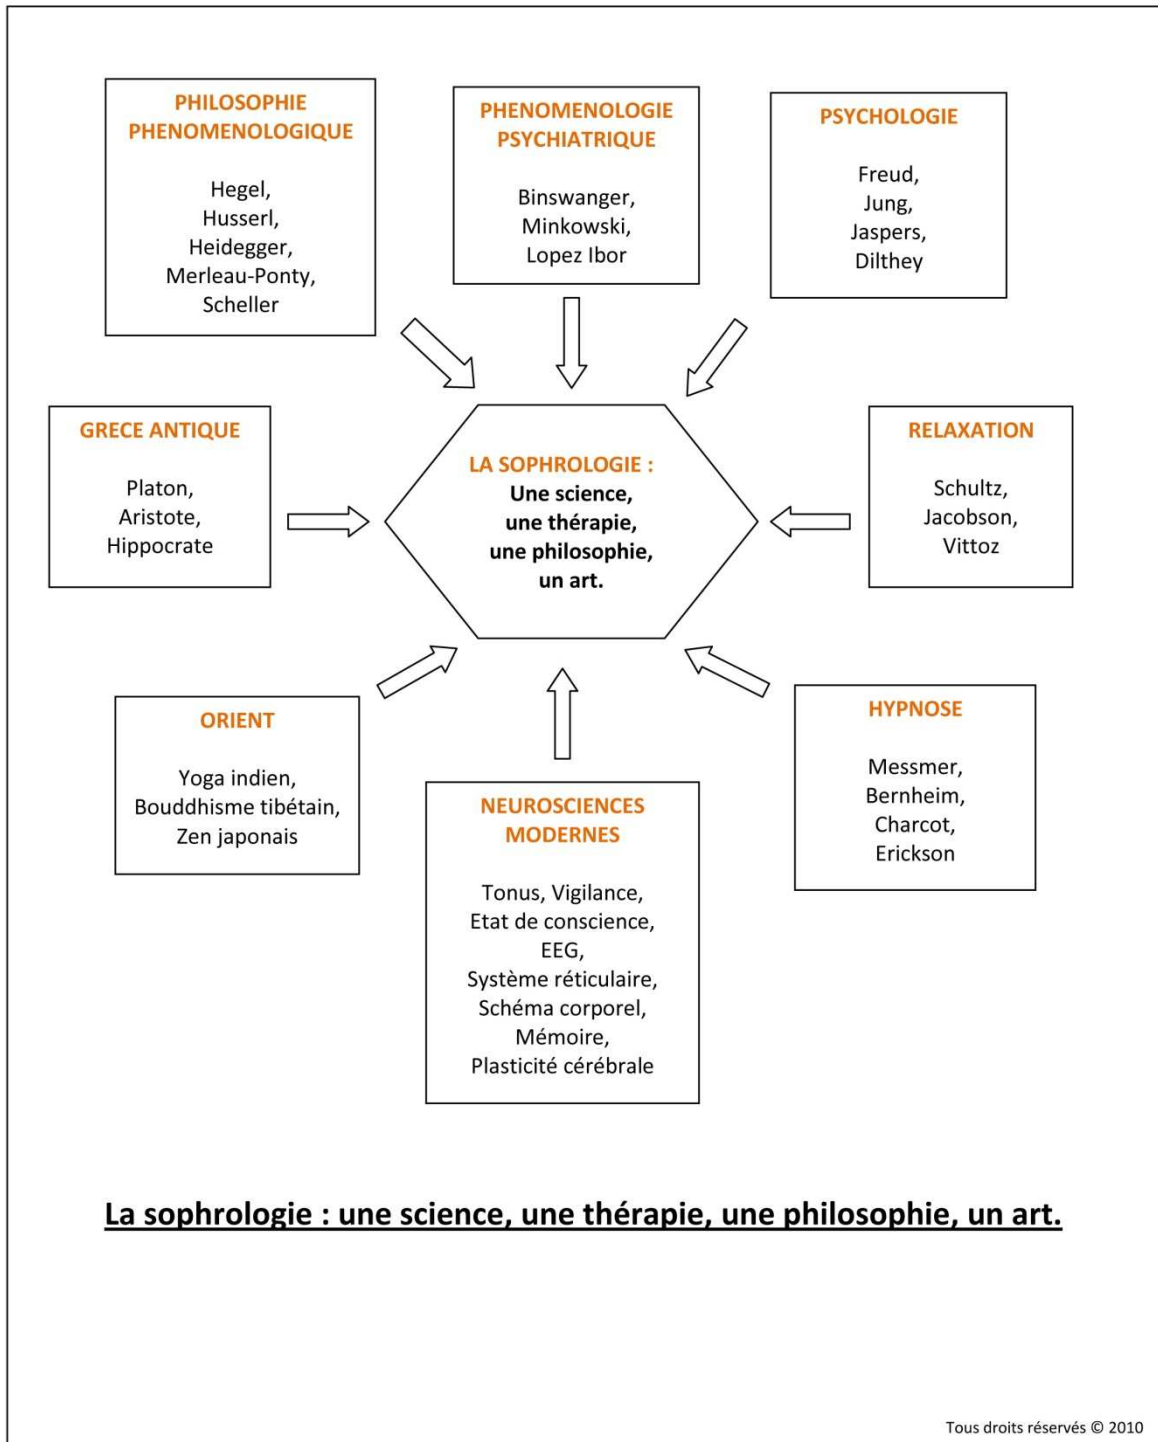 PHILOSOPHIE
PHENOMENOLOGIQUE
Hegel,
Husserl,
Heidegger,
Merleau-Ponty,
Scheller
PHENOMENOLOGIE
PSYCHIATRIQUE
Binswanger,
Minkowski,
Lopez Ibor
PSYCHOLOGIE
Freud,
Jung,
Jaspers,
Dilthey
GRECE ANTIQUE
Platon,
Aristote,
Hippocrate
LA SOPHROLOGIE :
Une science,
une thérapie,
une philosophie,
un art.
RELAXATION
Schultz,
Jacobson,
Vittoz
ORIENT
Yoga indien,
Bouddhisme tibétain,
Zen japonais
NEUROSCIENCES
MODERNES
Tonus, Vigilance,
Etat de conscience,
EEG,
Système réticulaire,
Schéma corporel,
Mémoire,
Plasticité cérébrale
HYPNOSE
Messmer,
Bernheim,
Charcot,
Erickson
La sophrologie : une science, une thérapie, une philosophie, un art.
Tous droits réservés © 2010